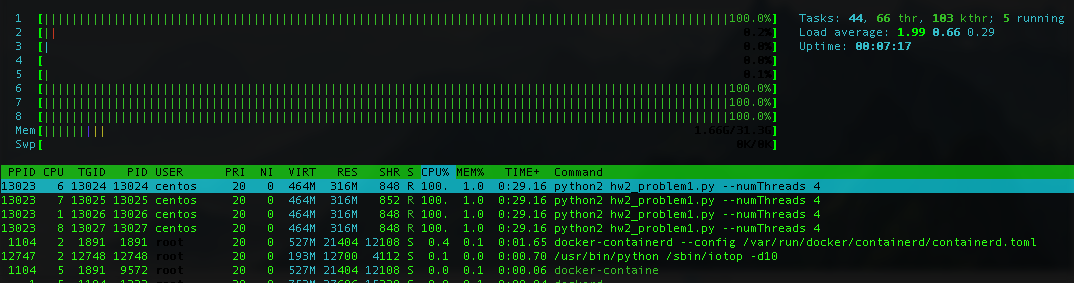 1 [100.0%] Tasks: 44, 66 thr, 103 kthr; 5 running
2 [0.2%] Load average: 1.99 0.66 0.29
3 [0.0%] Uptime: 00:07:17
4 [0.0%]
5 [0.1%]
6 [100.0%]
7 [100.0%]
8 [100.0%]
Mem[1.66G/31.3G]
Swp[0K/0K]
PPID CPU TGID PID USER PRI NI VIRT RES SHR S CPU% MEM% TIME+ Command
13023 6 13024 13024 centos 20 0 464M 316M 848 R 100. 1.0 0:29.16 python2 hw2_problem1.py --numThreads 4
13023 7 13025 13025 centos 20 0 464M 316M 852 R 100. 1.0 0:29.16 python2 hw2_problem1.py --numThreads 4
13023 1 13026 13026 centos 20 0 464M 316M 848 R 100. 1.0 0:29.16 python2 hw2_problem1.py --numThreads 4
13023 8 13027 13027 centos 20 0 464M 316M 848 R 100. 1.0 0:29.16 python2 hw2_problem1.py --numThreads 4
1104 2 1891 1891 root 20 0 527M 21404 12108 S 0.4 0.1 0:01.65 docker-containerd --config /var/run/docker/containerd/containerd.toml
12747 2 12748 12748 root 20 0 193M 12700 4112 S 0.1 0.0 0:00.70 /usr/bin/python /sbin/iotop -d10
1104 5 1891 9572 root 20 0 527M 21404 12108 S 0.0 0.1 0:00.06 docker-containe